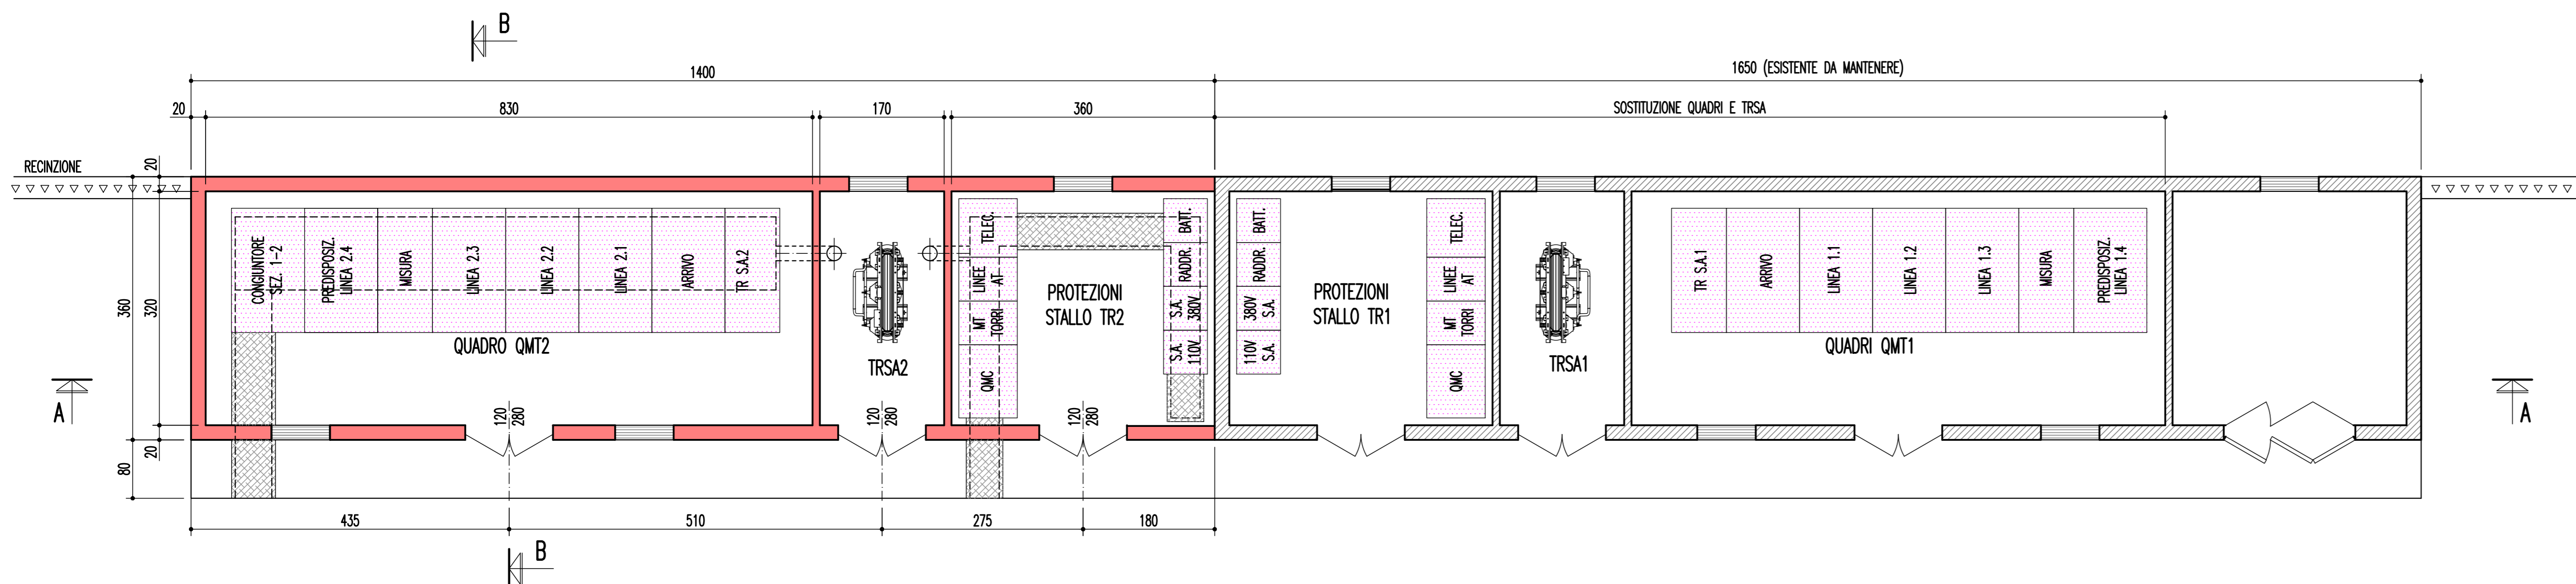 B
1400
1650 (ESISTENTE DA MANTENERE)
20
830
170
360
SOSTITUZIONE QUADRI E TRSA
RECINZIONE
20
360
320
20
80
CONGIUNTORE
SEZ. 1-2
PREDISPOSIZ.
LINEA 2.4
MISURA
LINEA 2.3
LINEA 2.2
LINEA 2.1
ARRIVO
TR S.A.2
QUADRO QMT2
TRSA2
TELEC.
LINEE
AT
MT
TORRI
QMC
PROTEZIONI
STALLO TR2
BATT.
RADDR.
S.A.
380V
S.A.
110V
BATT.
RADDR.
380V
S.A.
110V
S.A.
PROTEZIONI
STALLO TR1
TELEC.
LINEE
AT
MT
TORRI
QMC
TRSA1
TR S.A.1
ARRIVO
LINEA 1.1
LINEA 1.2
LINEA 1.3
MISURA
PREDISPOSIZ.
LINEA 1.4
QUADRI QMT1
A
A
120
280
120
280
120
280
435
510
275
180
B